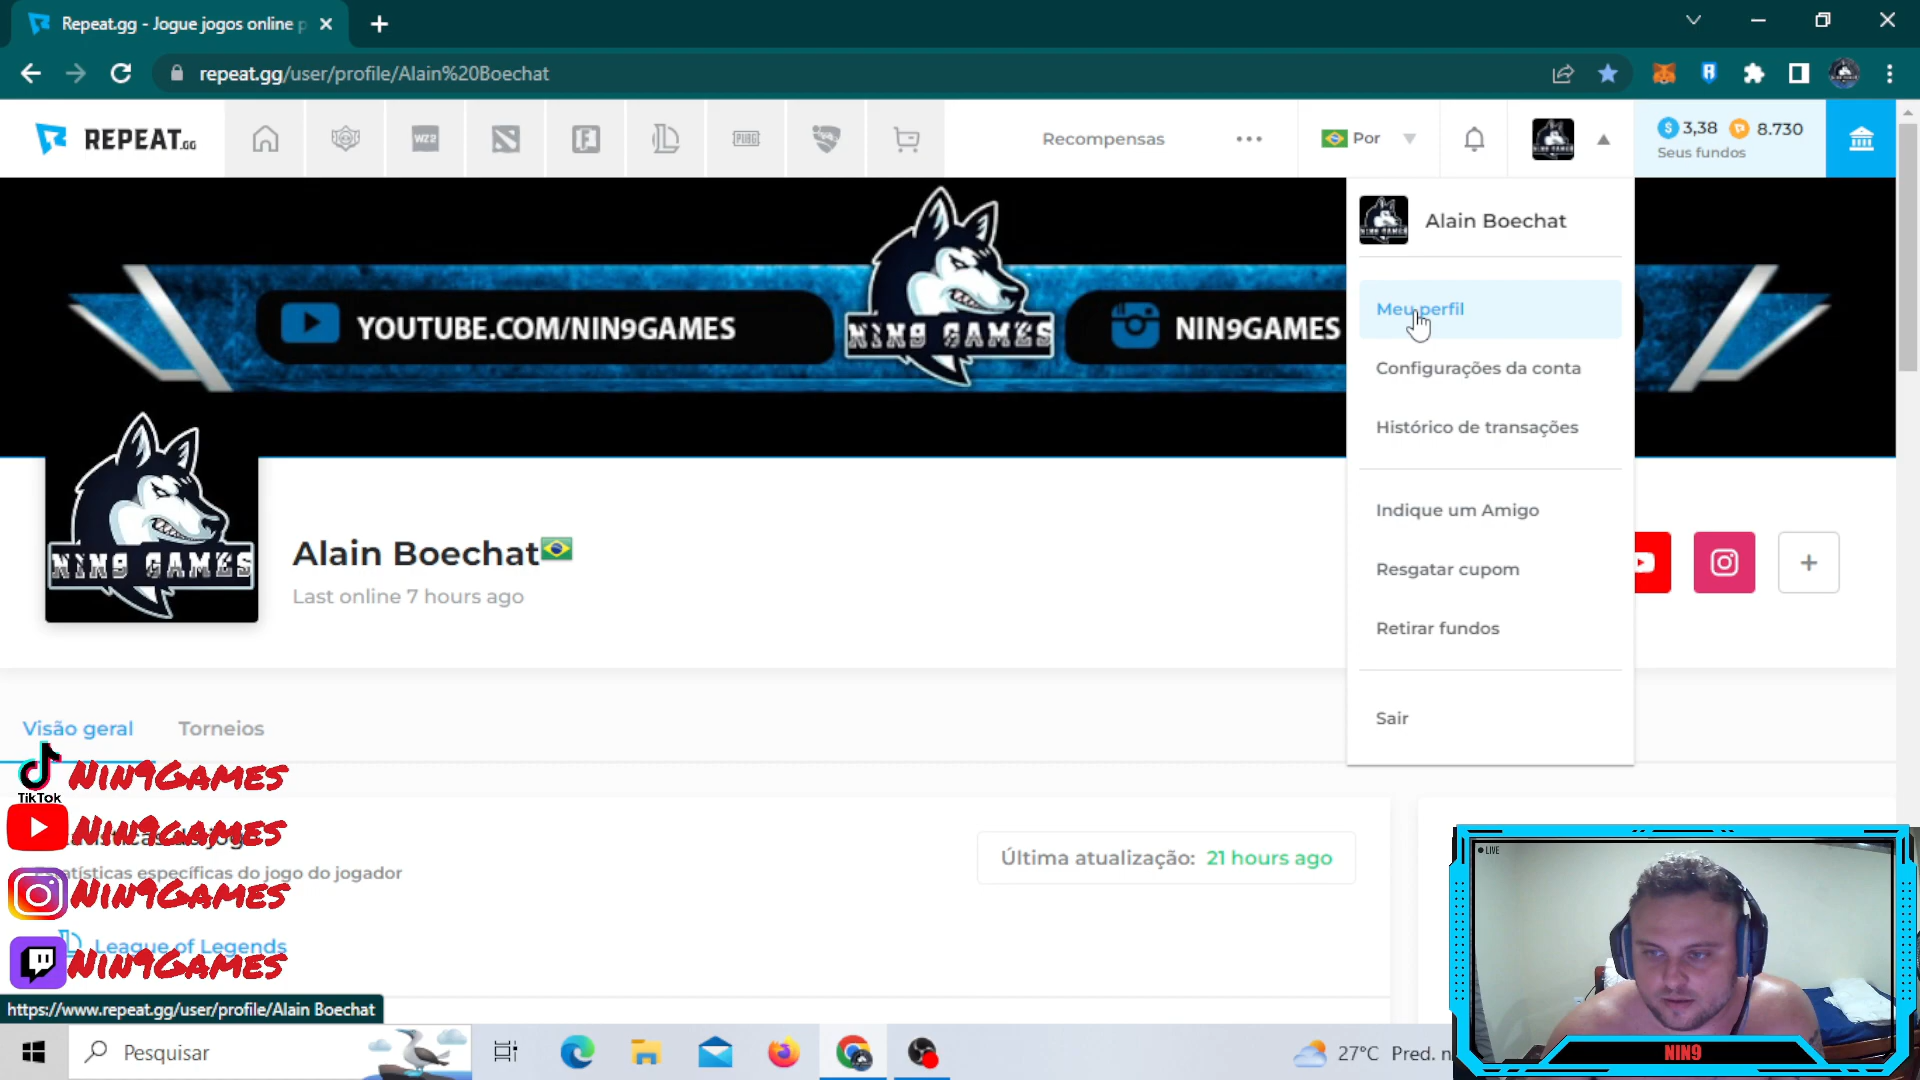 Repeat.gg - Jogue jogos online p
repeat.gg/user/profile/Alain%20Boechat
REPEAT.GG
WZ2
PUBG
Recompensas
Por
3,38
8.730
Seus fundos
YOUTUBE.COM/NIN9GAMES
NIN9 GAMES
NIN9GAMES
Alain Boechat
Meu perfil
Configurações da conta
Histórico de transações
Indique um Amigo
Resgatar cupom
Retirar fundos
Sair
NIN9 GAMES
Alain Boechat
Last online 7 hours ago
Visão geral
Torneios
TikTok
Nin9Games
Nin9Games
Última atualização: 21 hours ago
Estatísticas específicas do jogo do jogador
Nin9Games
League of Legends
Nin9Games
https://www.repeat.gg/user/profile/Alain Boechat
LIVE
NIN9
Pesquisar
27°C Pred. n